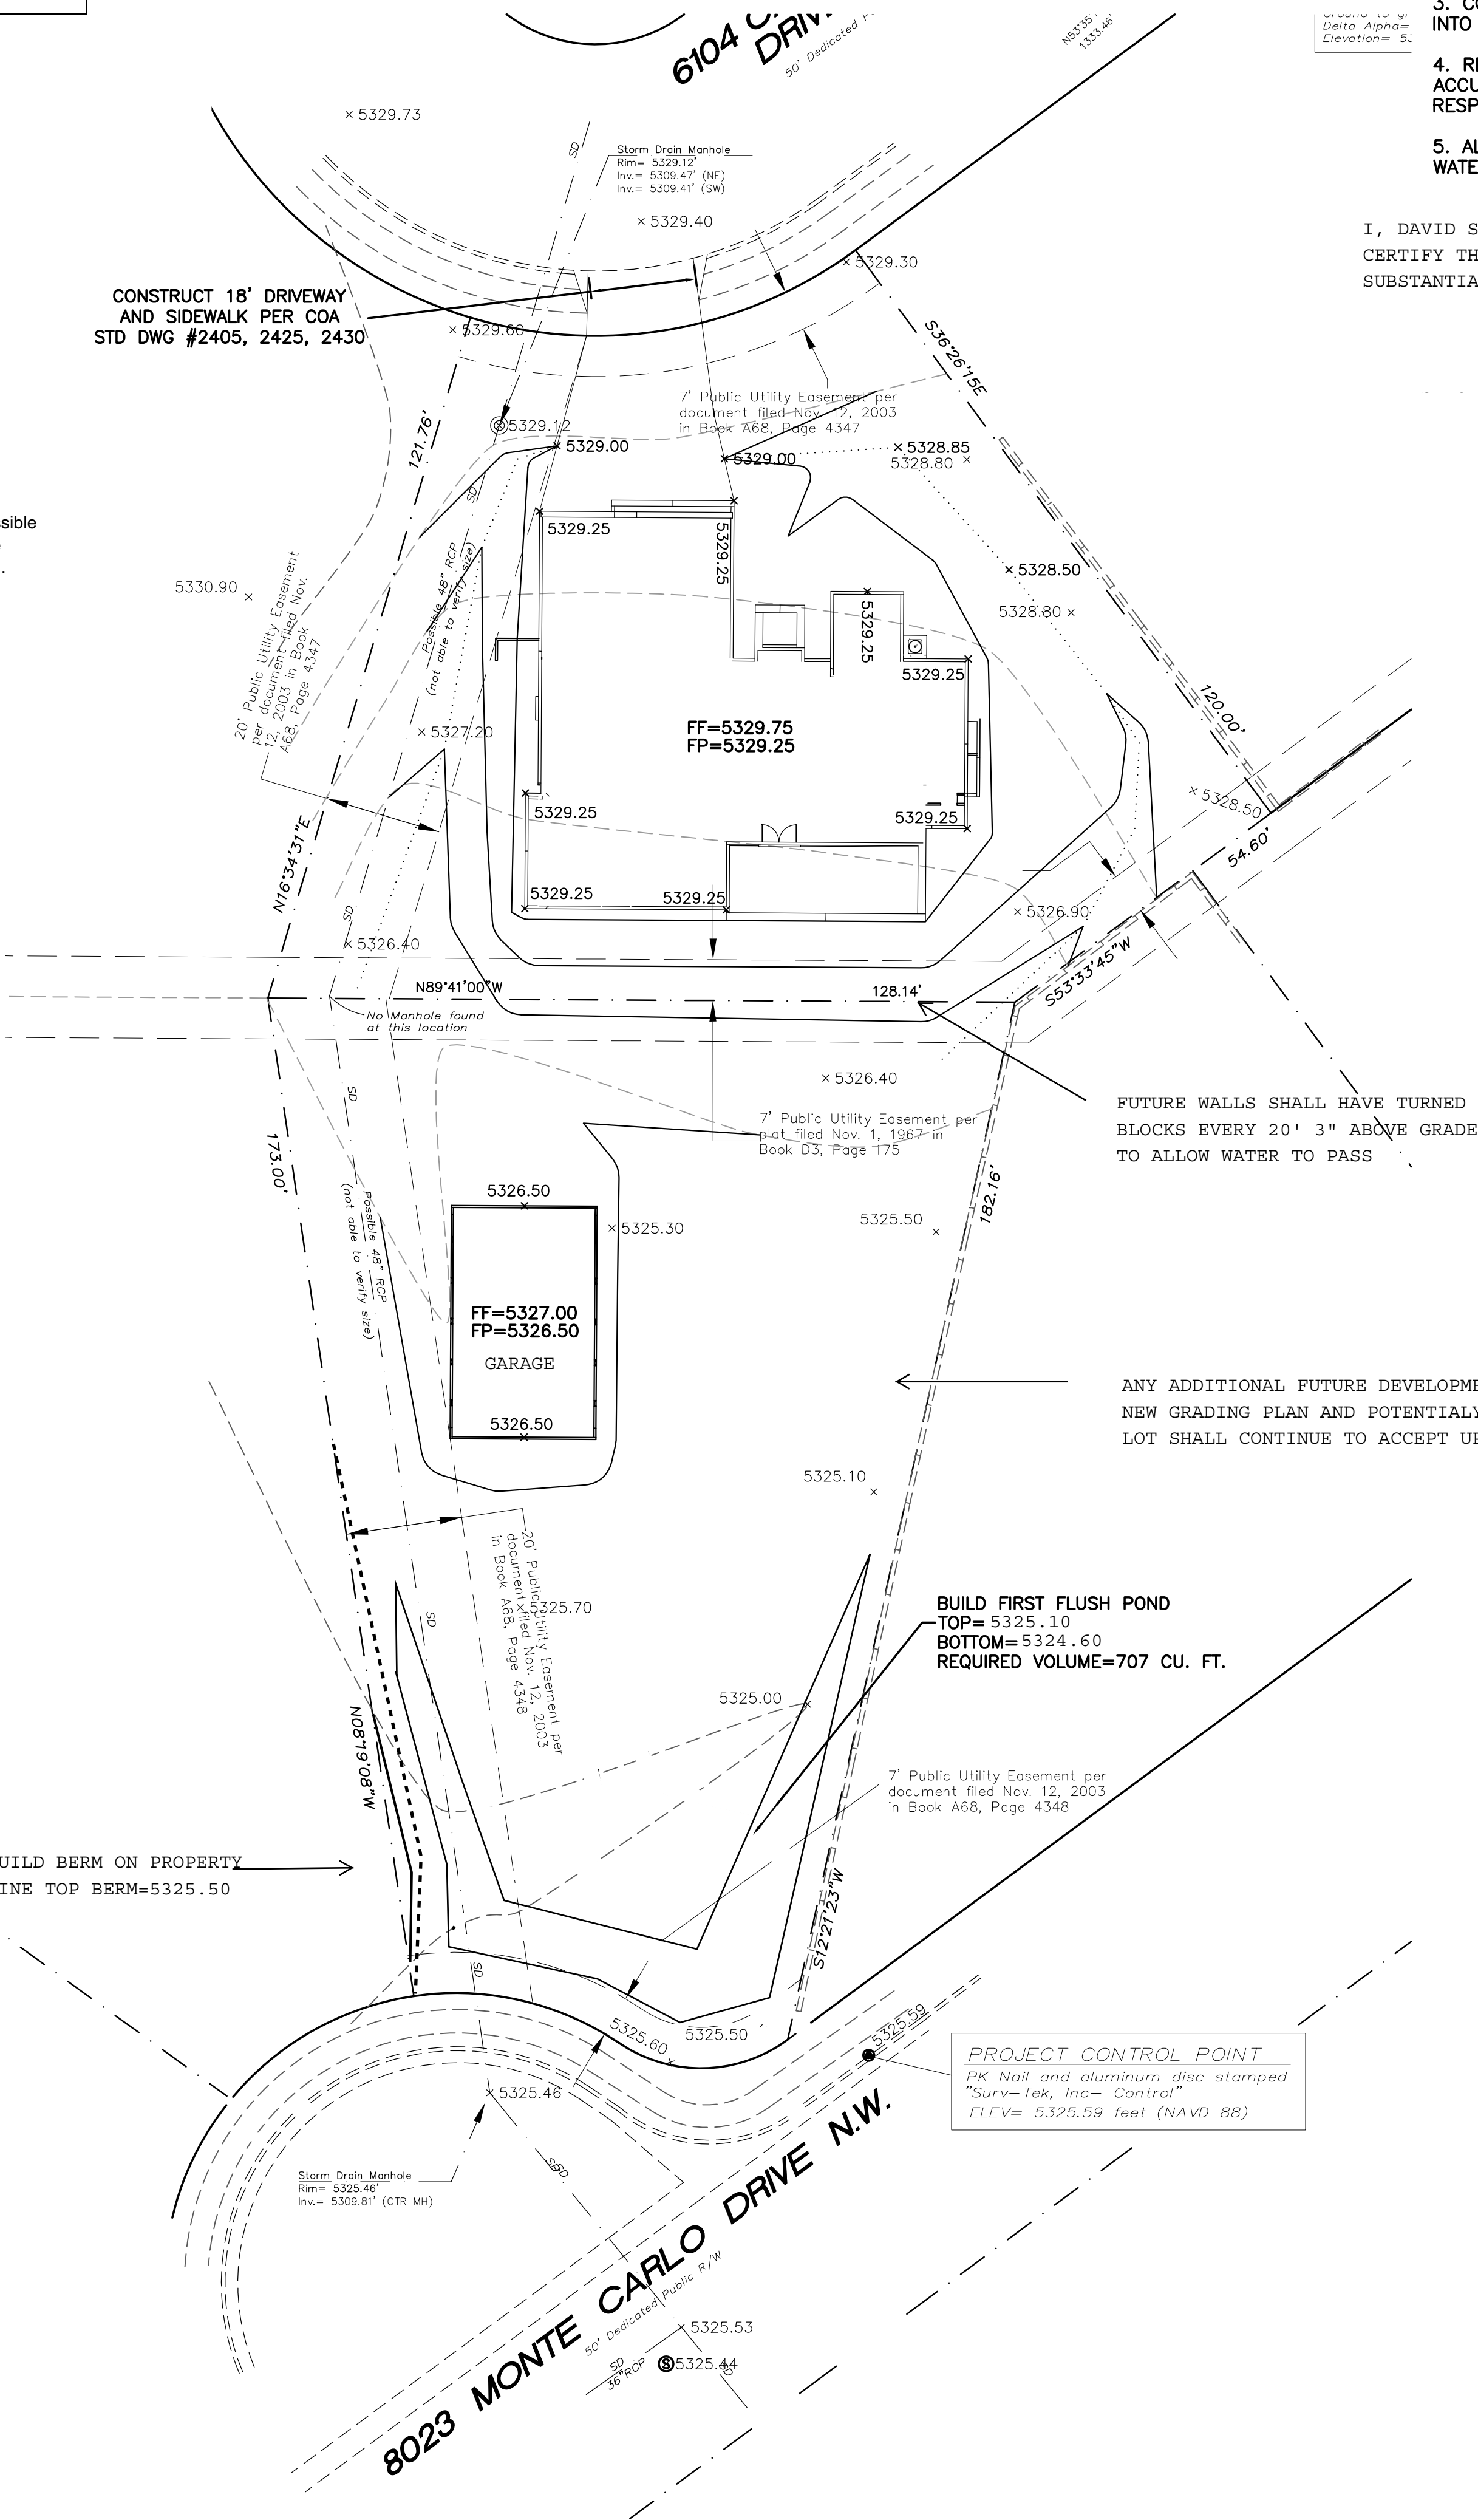 6104
DRIVE
50' Dedicated
N53°35'
1333.46'
Delta Alpha=
INTO
4. RE
ACCU
RESP
5. AL
WATE
5329.73
SD
Storm Drain Manhole
Rim= 5329.12'
Inv.= 5309.47' (NE)
Inv.= 5309.41' (SW)
5329.40
5329.30
I, DAVID S
CERTIFY TH
SUBSTANTIA
CONSTRUCT 18' DRIVEWAY
AND SIDEWALK PER COA
STD DWG #2405, 2425, 2430
5329.60
S36°26'15"E
7' Public Utility Easement per
document filed Nov. 12, 2003
in Book A68, Page 4347
121.76'
5329.12
5329.00
5329.00
5328.85
5328.80
SD
sible
5329.25
5329.25
5328.50
5330.90
20' Public Utility Easement
per document filed Nov.
12, 2003 in Book
A68, Page 4347
Possible 48" RCP
(not able to verify size)
5328.80
5329.25
5329.25
120.00'
5327.20
FF=5329.75
FP=5329.25
5328.50
5329.25
5329.25
N16°34'31"E
54.60'
5329.25
5329.25
SD
5326.90
5326.40
S53°33'45"W
N89°41'00"W
128.14'
No Manhole found
at this location
5326.40
SD
FUTURE WALLS SHALL HAVE TURNED
BLOCKS EVERY 20' 3" ABOVE GRADE
TO ALLOW WATER TO PASS
7' Public Utility Easement per
plat filed Nov. 1, 1967 in
Book D3, Page 175
173.00'
182.16'
5326.50
5325.30
5325.50
Possible 48" RCP
(not able to verify size)
FF=5327.00
FP=5326.50
GARAGE
ANY ADDITIONAL FUTURE DEVELOPME
NEW GRADING PLAN AND POTENTIALY
LOT SHALL CONTINUE TO ACCEPT UP
5326.50
5325.10
20' Public Utility Easement per
document filed Nov. 12, 2003
in Book A68, Page 4348
5325.70
SD
BUILD FIRST FLUSH POND
TOP= 5325.10
BOTTOM= 5324.60
REQUIRED VOLUME=707 CU. FT.
5325.00
N08°19'08"W
7' Public Utility Easement per
document filed Nov. 12, 2003
in Book A68, Page 4348
UILD BERM ON PROPERTY
INE TOP BERM=5325.50
S12°21'23"W
SD
5325.60
5325.50
5325.59
PROJECT CONTROL POINT
PK Nail and aluminum disc stamped
"Surv-Tek, Inc- Control"
ELEV= 5325.59 feet (NAVD 88)
5325.46
Storm Drain Manhole
Rim= 5325.46'
Inv.= 5309.81' (CTR MH)
SD
SD
8023 MONTE CARLO DRIVE N.W.
50' Dedicated Public R/W
5325.53
SD
36"RCP
S
5325.44
SD